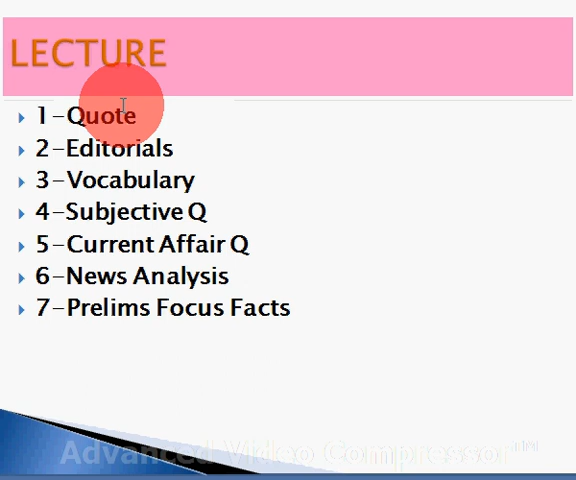 LECTURE
1-Quote
2-Editorials
3-Vocabulary
4-Subjective Q
5-Current Affair Q
6-News Analysis
7-Prelims Focus Facts
Advanced Video Compressor™